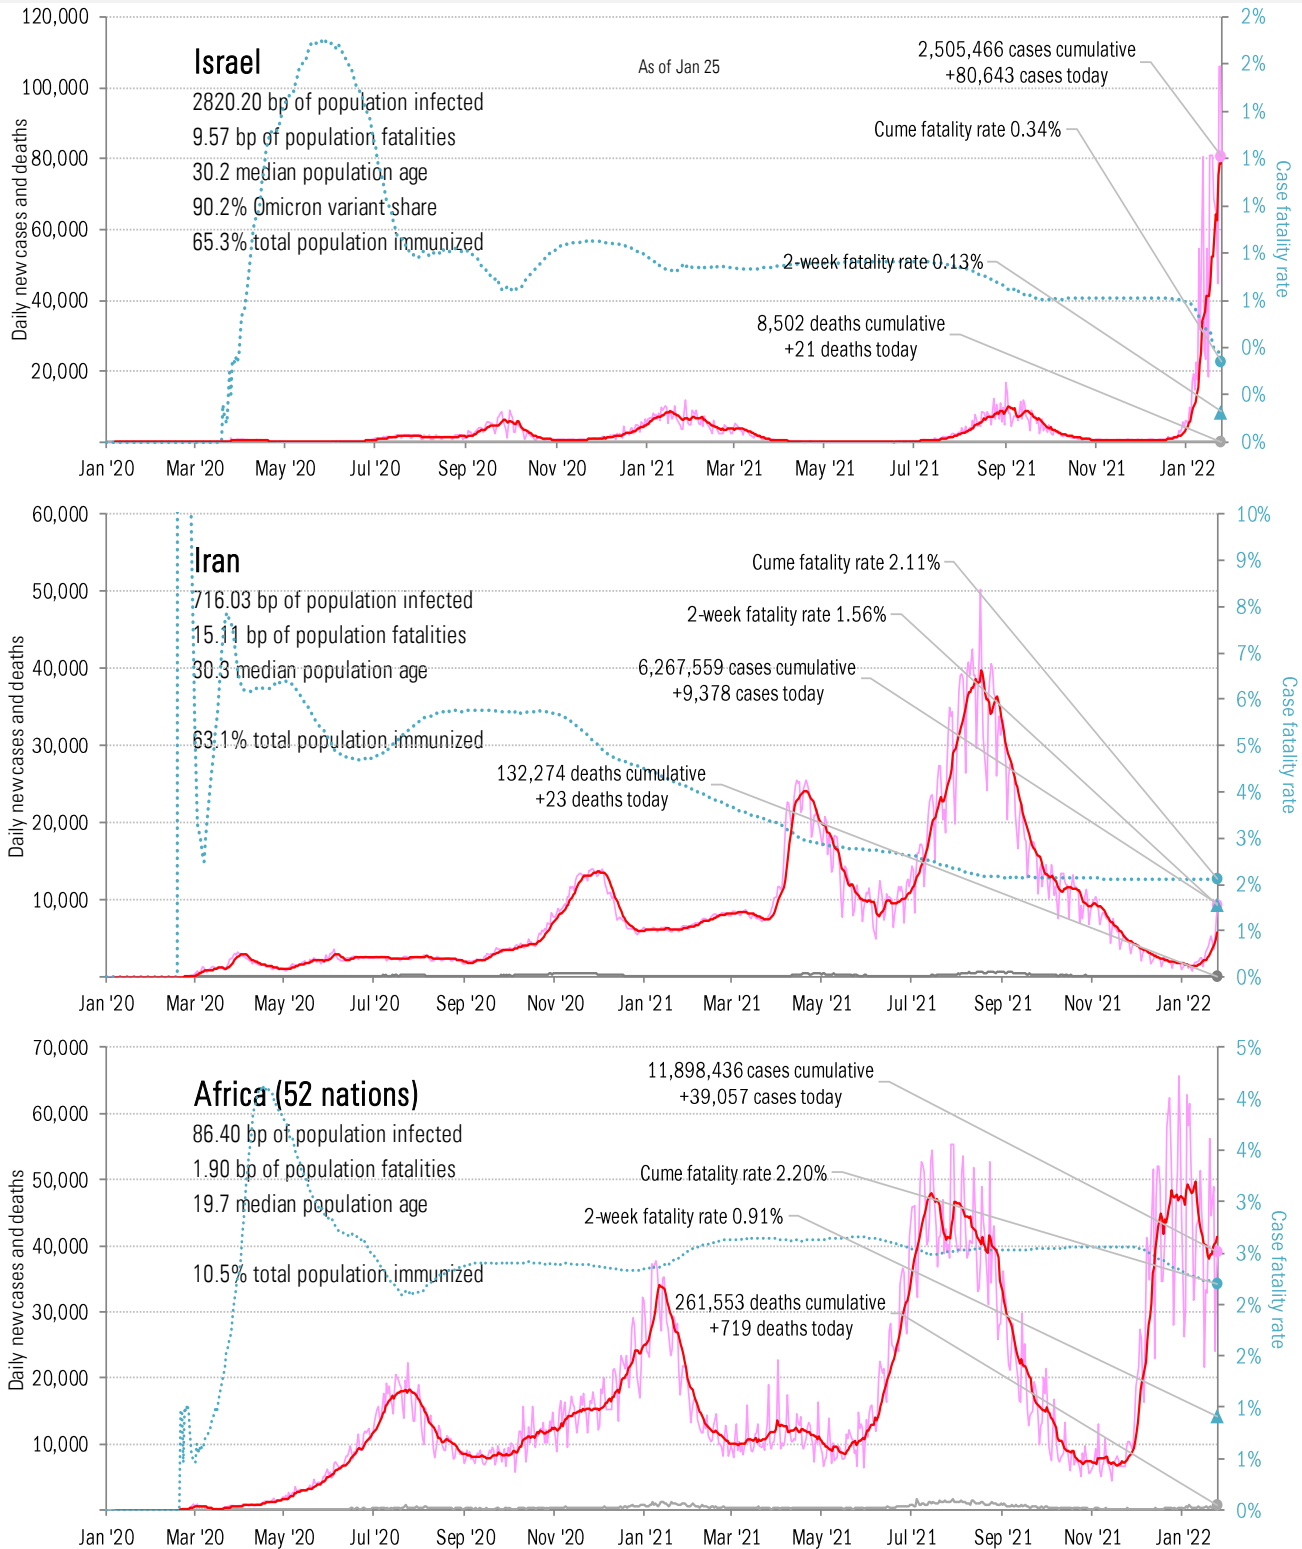 120,000
100,000
80,000
60,000
40,000
20,000
Daily new cases and deaths
Israel
2820.20 bp of population infected
9.57 bp of population fatalities
30.2 median population age
90.2% Omicron variant share
65.3% total population immunized
As of Jan 25
2,505,466 cases cumulative
+80,643 cases today
Cume fatality rate 0.34%
2-week fatality rate 0.13%
8,502 deaths cumulative
+21 deaths today
2%
2%
1%
1%
1%
1%
1%
0%
0%
0%
Case fatality rate
Jan '20 Mar '20 May '20 Jul '20 Sep '20 Nov '20 Jan '21 Mar '21 May '21 Jul '21 Sep '21 Nov '21 Jan '22
60,000
50,000
40,000
30,000
20,000
10,000
Daily new cases and deaths
Iran
716.03 bp of population infected
15.11 bp of population fatalities
30.3 median population age
63.1% total population immunized
Cume fatality rate 2.11%
2-week fatality rate 1.56%
6,267,559 cases cumulative
+9,378 cases today
132,274 deaths cumulative
+23 deaths today
10%
9%
8%
7%
6%
5%
4%
3%
2%
1%
0%
Case fatality rate
Jan '20 Mar '20 May '20 Jul '20 Sep '20 Nov '20 Jan '21 Mar '21 May '21 Jul '21 Sep '21 Nov '21 Jan '22
70,000
60,000
50,000
40,000
30,000
20,000
10,000
Daily new cases and deaths
Africa (52 nations)
86.40 bp of population infected
1.90 bp of population fatalities
19.7 median population age
10.5% total population immunized
11,898,436 cases cumulative
+39,057 cases today
Cume fatality rate 2.20%
2-week fatality rate 0.91%
261,553 deaths cumulative
+719 deaths today
5%
4%
4%
3%
3%
2%
2%
1%
1%
0%
Case fatality rate
Jan '20 Mar '20 May '20 Jul '20 Sep '20 Nov '20 Jan '21 Mar '21 May '21 Jul '21 Sep '21 Nov '21 Jan '22